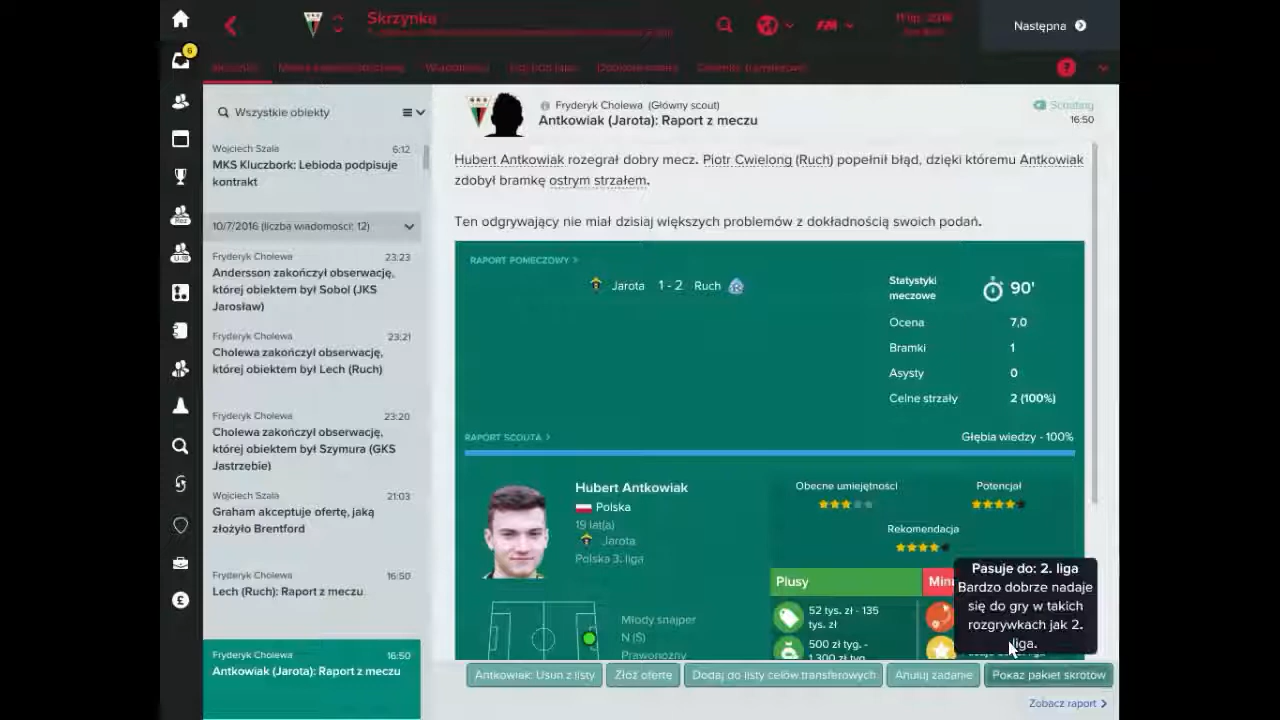 Skrzynka
Następna
6
Wszystkie obiekty
Wojciech Szala 6:12
MKS Kluczbork: Lebioda podpisuje
kontrakt
10/7/2016 (liczba wiadomości: 12)
Fryderyk Cholewa 23:23
Andersson zakończył obserwację,
której obiektem był Sobol (JKS
Jarosław)
Fryderyk Cholewa 23:21
Cholewa zakończył obserwację,
której obiektem był Lech (Ruch)
Fryderyk Cholewa 23:20
Cholewa zakończył obserwację,
której obiektem był Szymura (GKS
Jastrzębie)
Wojciech Szala 21:03
Graham akceptuje ofertę, jaką
złożyło Brentford
Fryderyk Cholewa 16:50
Lech (Ruch): Raport z meczu
Fryderyk Cholewa 16:50
Antkowiak (Jarota): Raport z meczu
Fryderyk Cholewa (Główny scout)
Antkowiak (Jarota): Raport z meczu
Scouting
16:50
Hubert Antkowiak rozegrał dobry mecz. Piotr Cwielong (Ruch) popełnił błąd, dzięki któremu Antkowiak
zdobył bramkę ostrym strzałem.
Ten odgrywający nie miał dzisiaj większych problemów z dokładnością swoich podań.
RAPORT POMECZOWY >
Jarota 1 - 2 Ruch
Statystyki
meczowe
90'
Ocena 7,0
Bramki 1
Asysty 0
Celne strzały 2 (100%)
RAPORT SCOUTA >
Głębia wiedzy - 100%
Hubert Antkowiak
Polska
19 lat(a)
Jarota
Polska 3. liga
Obecne umiejętności
Potencjał
Rekomendacja
Młody snajper
N (Ś)
Prawonożny
Plusy
52 tys. zł - 135
tys. zł
500 zł tyg. -
1 300 zł tyg.
Pasuje do: 2. liga
Bardzo dobrze nadaje
się do gry w takich
rozgrywkach jak 2.
liga.
Antkowiak: Usuń z listy
Złóż ofertę
Dodaj do listy celów transferowych
Anuluj zadanie
Pokaż pakiet skrótów
Zobacz raport >